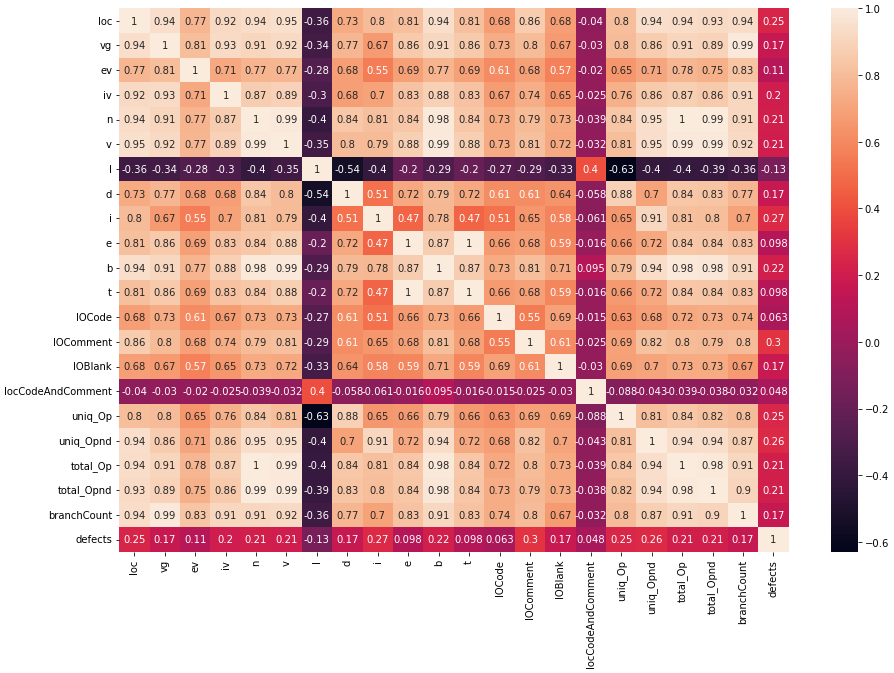 loc 1 0.94 0.77 0.92 0.94 0.95 -0.36 0.73 0.8 0.81 0.94 0.81 0.68 0.86 0.68 -0.04 0.8 0.94 0.94 0.93 0.94 0.25
vg 0.94 1 0.81 0.93 0.91 0.92 -0.34 0.77 0.67 0.86 0.91 0.86 0.73 0.8 0.67 -0.03 0.8 0.86 0.91 0.89 0.99 0.17
ev 0.77 0.81 1 0.71 0.77 0.77 -0.28 0.68 0.55 0.69 0.77 0.69 0.61 0.68 0.57 -0.02 0.65 0.71 0.78 0.75 0.83 0.11
iv 0.92 0.93 0.71 1 0.87 0.89 -0.3 0.68 0.7 0.83 0.88 0.83 0.67 0.74 0.65 -0.025 0.76 0.86 0.87 0.86 0.91 0.2
n 0.94 0.91 0.77 0.87 1 0.99 -0.4 0.84 0.81 0.84 0.98 0.84 0.73 0.79 0.73 -0.039 0.84 0.95 1 0.99 0.91 0.21
v 0.95 0.92 0.77 0.89 0.99 1 -0.35 0.8 0.79 0.88 0.99 0.88 0.73 0.81 0.72 -0.032 0.81 0.95 0.99 0.99 0.92 0.21
l -0.36 -0.34 -0.28 -0.3 -0.4 -0.35 1 -0.54 -0.4 -0.2 -0.29 -0.2 -0.27 -0.29 -0.33 0.4 -0.63 -0.4 -0.4 -0.39 -0.36 -0.13
d 0.73 0.77 0.68 0.68 0.84 0.8 -0.54 1 0.51 0.72 0.79 0.72 0.61 0.61 0.64 -0.058 0.88 0.7 0.84 0.83 0.77 0.17
i 0.8 0.67 0.55 0.7 0.81 0.79 -0.4 0.51 1 0.47 0.78 0.47 0.51 0.65 0.58 -0.061 0.65 0.91 0.81 0.8 0.7 0.27
e 0.81 0.86 0.69 0.83 0.84 0.88 -0.2 0.72 0.47 1 0.87 1 0.66 0.68 0.59 -0.016 0.66 0.72 0.84 0.84 0.83 0.098
b 0.94 0.91 0.77 0.88 0.98 0.99 -0.29 0.79 0.78 0.87 1 0.87 0.73 0.81 0.71 0.095 0.79 0.94 0.98 0.98 0.91 0.22
t 0.81 0.86 0.69 0.83 0.84 0.88 -0.2 0.72 0.47 1 0.87 1 0.66 0.68 0.59 -0.016 0.66 0.72 0.84 0.84 0.83 0.098
lOCode 0.68 0.73 0.61 0.67 0.73 0.73 -0.27 0.61 0.51 0.66 0.73 0.66 1 0.55 0.69 -0.015 0.63 0.68 0.72 0.73 0.74 0.063
lOComment 0.86 0.8 0.68 0.74 0.79 0.81 -0.29 0.61 0.65 0.68 0.81 0.68 0.55 1 0.61 -0.025 0.69 0.82 0.8 0.79 0.8 0.3
lOBlank 0.68 0.67 0.57 0.65 0.73 0.72 -0.33 0.64 0.58 0.59 0.71 0.59 0.69 0.61 1 -0.03 0.69 0.7 0.73 0.73 0.67 0.17
locCodeAndComment -0.04 -0.03 -0.02 -0.025 -0.039 -0.032 0.4 -0.058 -0.061 -0.016 0.095 -0.016 -0.015 -0.025 -0.03 1 -0.088 -0.043 -0.039 -0.038 -0.032 0.048
uniq_Op 0.8 0.8 0.65 0.76 0.84 0.81 -0.63 0.88 0.65 0.66 0.79 0.66 0.63 0.69 0.69 -0.088 1 0.81 0.84 0.82 0.8 0.25
uniq_Opnd 0.94 0.86 0.71 0.86 0.95 0.95 -0.4 0.7 0.91 0.72 0.94 0.72 0.68 0.82 0.7 -0.043 0.81 1 0.94 0.94 0.87 0.26
total_Op 0.94 0.91 0.78 0.87 1 0.99 -0.4 0.84 0.81 0.84 0.98 0.84 0.72 0.8 0.73 -0.039 0.84 0.94 1 0.98 0.91 0.21
total_Opnd 0.93 0.89 0.75 0.86 0.99 0.99 -0.39 0.83 0.8 0.84 0.98 0.84 0.73 0.79 0.73 -0.038 0.82 0.94 0.98 1 0.9 0.21
branchCount 0.94 0.99 0.83 0.91 0.91 0.92 -0.36 0.77 0.7 0.83 0.91 0.83 0.74 0.8 0.67 -0.032 0.8 0.87 0.91 0.9 1 0.17
defects 0.25 0.17 0.11 0.2 0.21 0.21 -0.13 0.17 0.27 0.098 0.22 0.098 0.063 0.3 0.17 0.048 0.25 0.26 0.21 0.21 0.17 1
loc vg ev iv n v l d i e b t lOCode lOComment lOBlank locCodeAndComment uniq_Op uniq_Opnd total_Op total_Opnd branchCount defects
1.0
0.8
0.6
0.4
0.2
0.0
−0.2
−0.4
−0.6